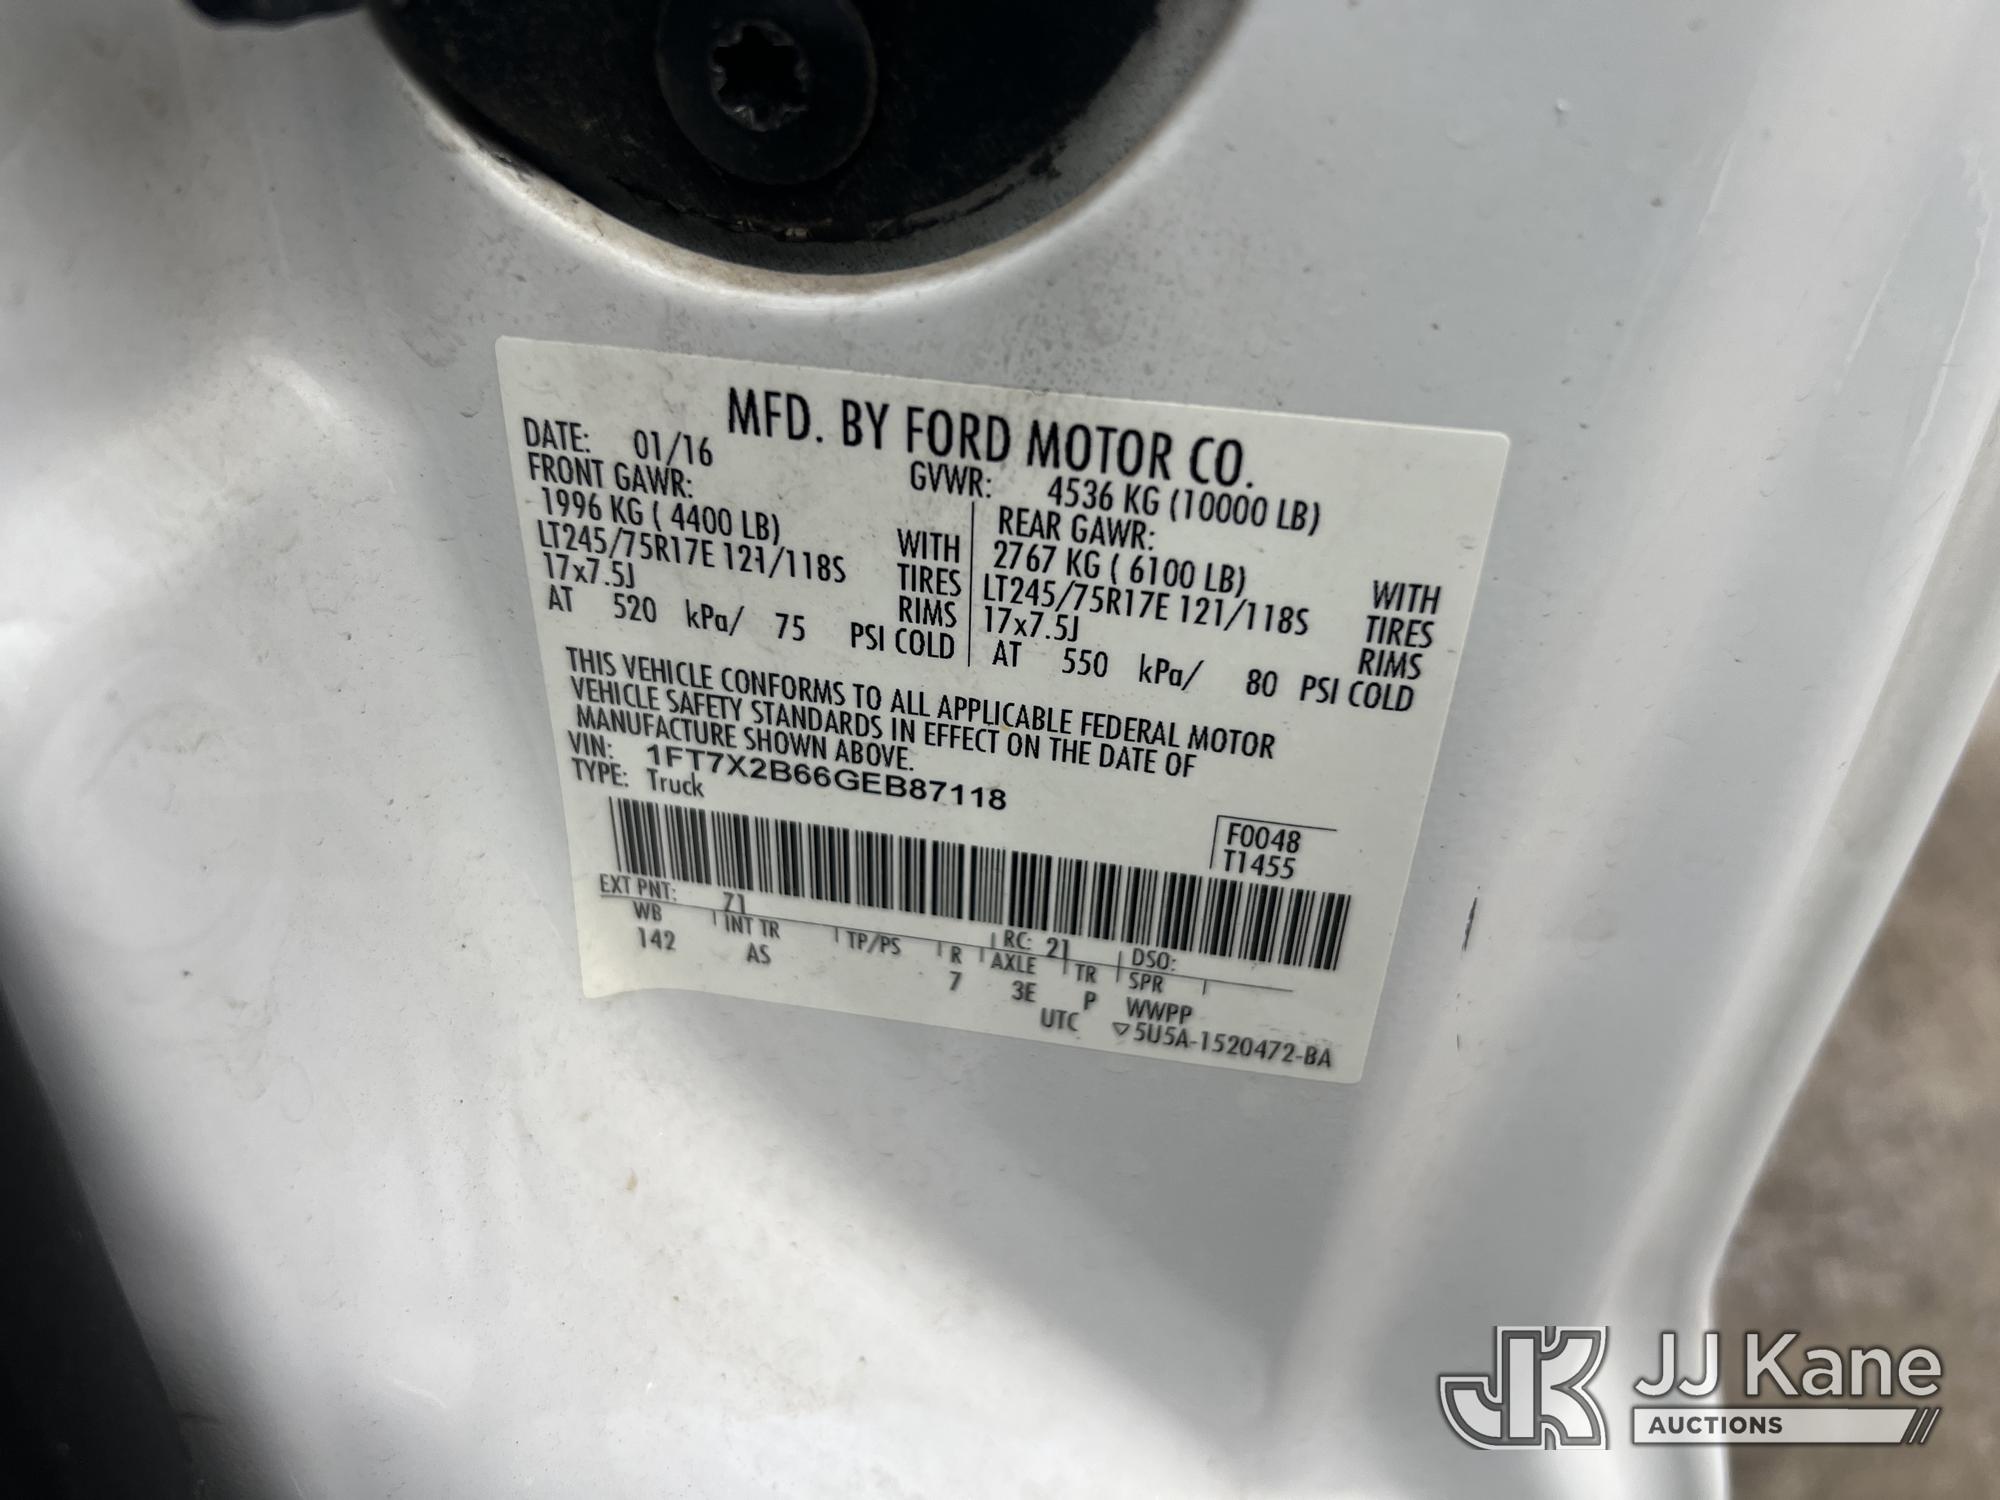 MFD. BY FORD MOTOR CO.
DATE: 01/16 GVWR: 4536 KG (10000 LB)
FRONT GAWR: REAR GAWR:
1996 KG ( 4400 LB) WITH 2767 KG ( 6100 LB) WITH
LT245/75R17E 121/118S TIRES LT245/75R17E 121/118S TIRES
17x7.5J RIMS 17x7.5J RIMS
AT 520 kPa/ 75 PSI COLD AT 550 kPa/ 80 PSI COLD
THIS VEHICLE CONFORMS TO ALL APPLICABLE FEDERAL MOTOR
VEHICLE SAFETY STANDARDS IN EFFECT ON THE DATE OF
MANUFACTURE SHOWN ABOVE.
VIN: 1FT7X2B66GEB87118
TYPE: Truck
F0048
T1455
EXT PNT: Z1 RC: 21 DSO:
WB INT TR TP/PS R AXLE TR SPR
142 AS 7 3E P WWPP
UTC ▽5U5A-1520472-BA
JK JJ Kane
AUCTIONS